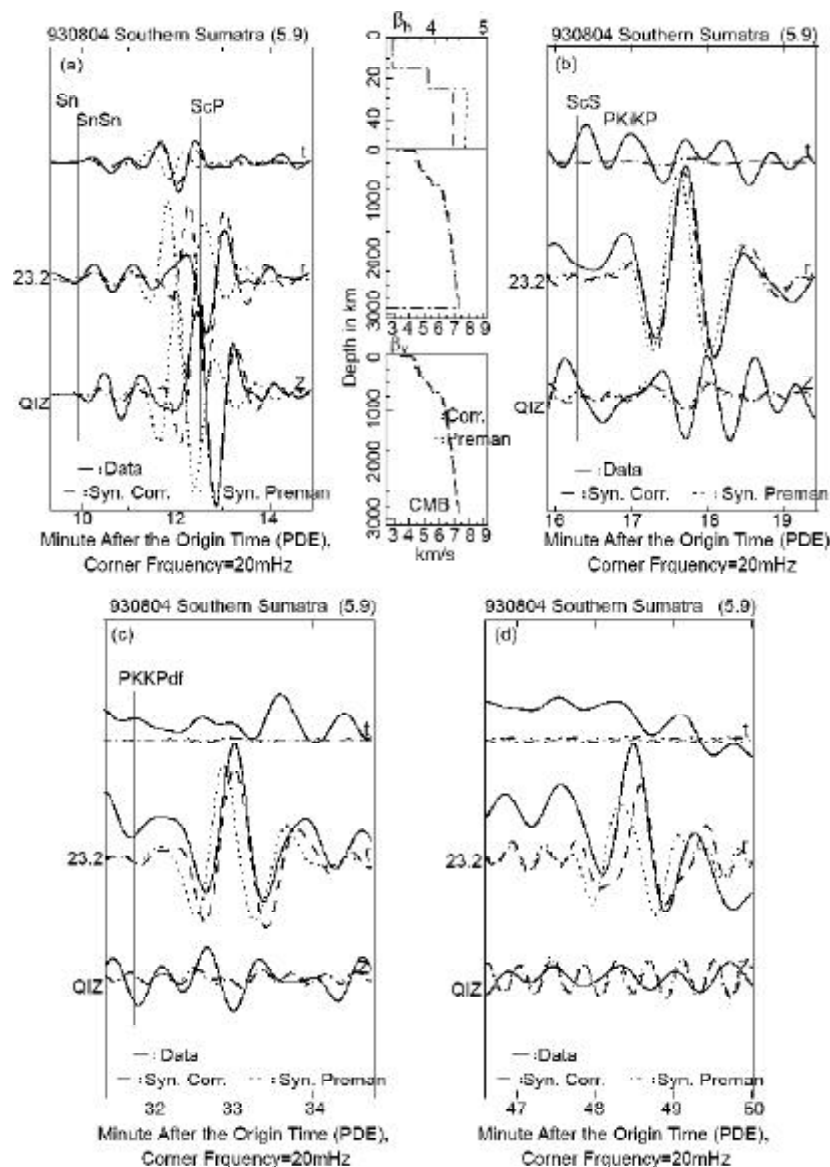 930804 Southern Sumatra (5.9)
(a)
Sn
SnSn
ScP
t
r
23.2
Z
QIZ
— :Data
– :Syn. Corr.
Syn. Preman
10 12 14
Minute After the Origin Time (PDE),
Corner Frquency=20mHz
βh 4 5
0
20
40
0
1000
2000
3000
3 4 5 6 7 8 9
Depth in km
βv
0
1000
2000
3000
:Corr.
:Preman
CMB
3 4 5 6 7 8 9
km/s
930804 Southern Sumatra (5.9)
(b)
ScS
PKiKP
t
r
23.2
Z
QIZ
— :Data
– :Syn. Corr.
Syn. Preman
16 17 18 19
Minute After the Origin Time (PDE)
Corner Frquency=20mHz
930804 Southern Sumatra (5.9)
(c)
PKKPdf
t
r
23.2
Z
QIZ
— :Data
– :Syn. Corr.
:Syn. Preman
32 33 34
Minute After the Origin Time (PDE),
Corner Frquency=20mHz
930804 Southern Sumatra (5.9)
(d)
t
r
23.2
Z
QIZ
— :Data
– :Syn. Corr.
:Syn. Preman
47 48 49 50
Minute After the Origin Time (PDE),
Corner Frquency=20mHz